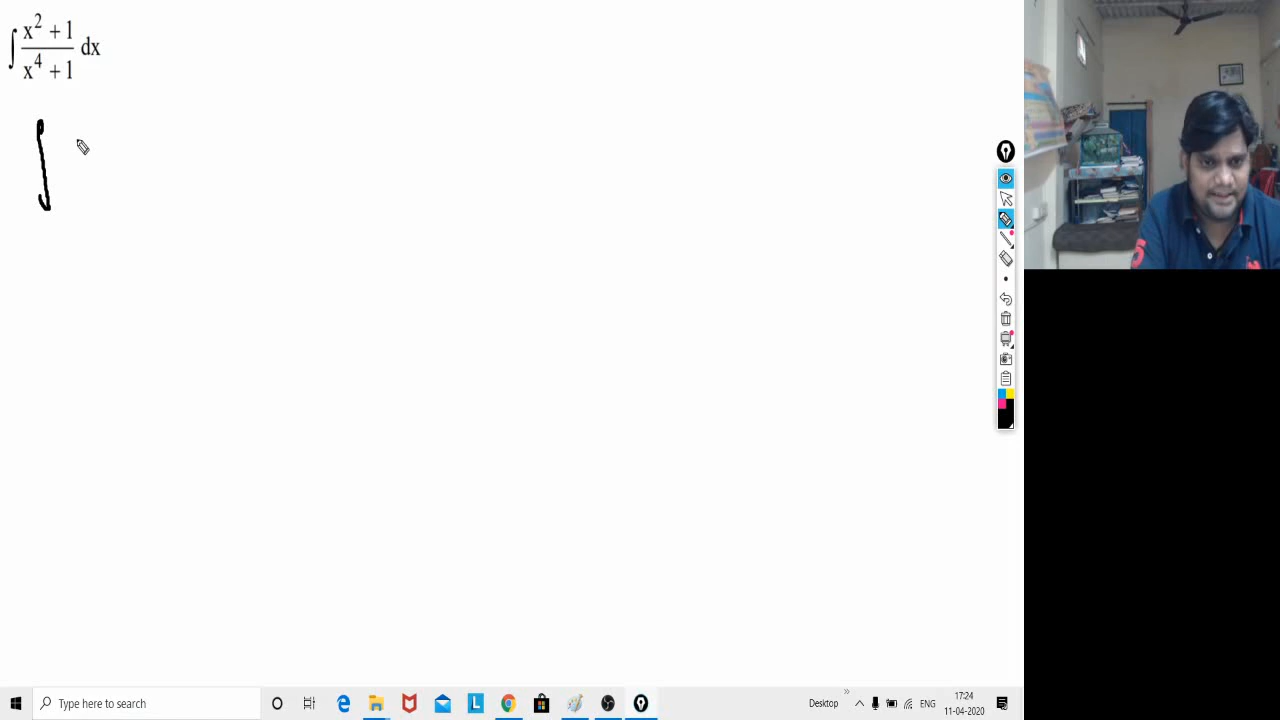 ∫ (x² + 1)/(x⁴ + 1) dx
∫
Type here to search
Desktop
ENG
17:24
11-04-2020